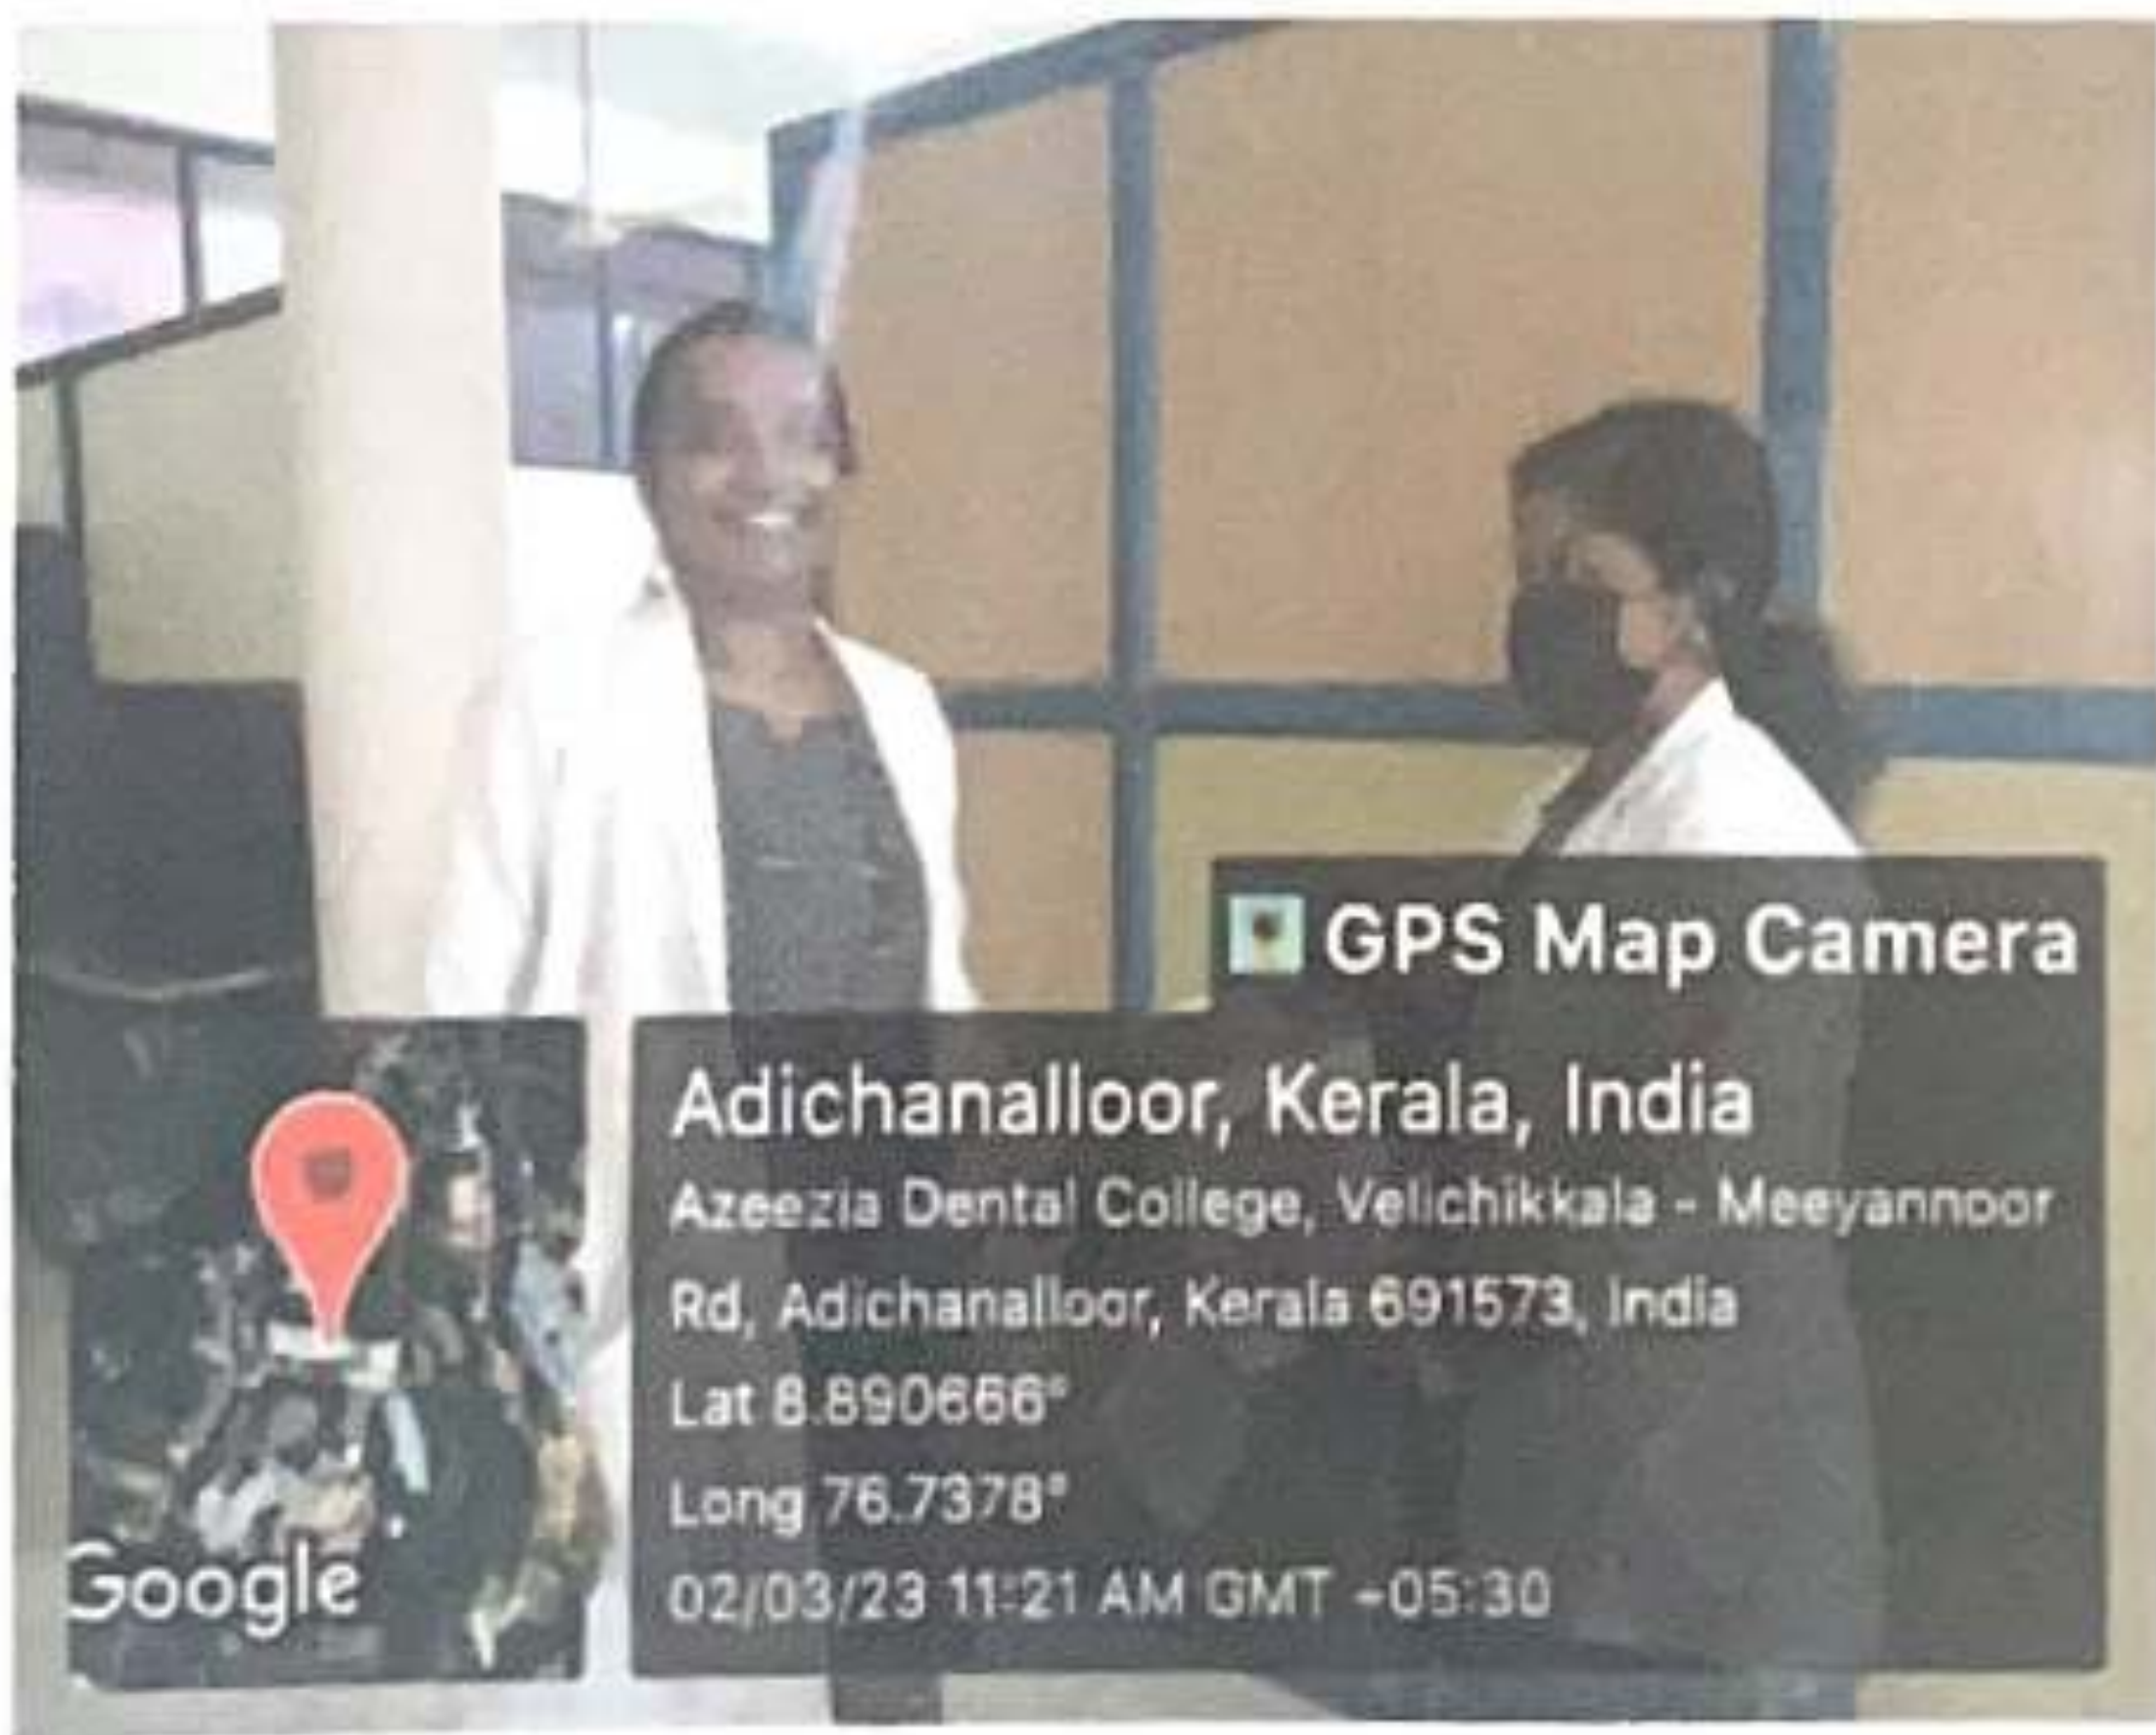 GPS Map Camera
Adichanalloor, Kerala, India
Azeezia Dental College, Velichikkala - Meeyannoor
Rd, Adichanalloor, Kerala 691573, India
Lat 8.890666°
Long 76.7378°
02/03/23 11:21 AM GMT +05:30
Google